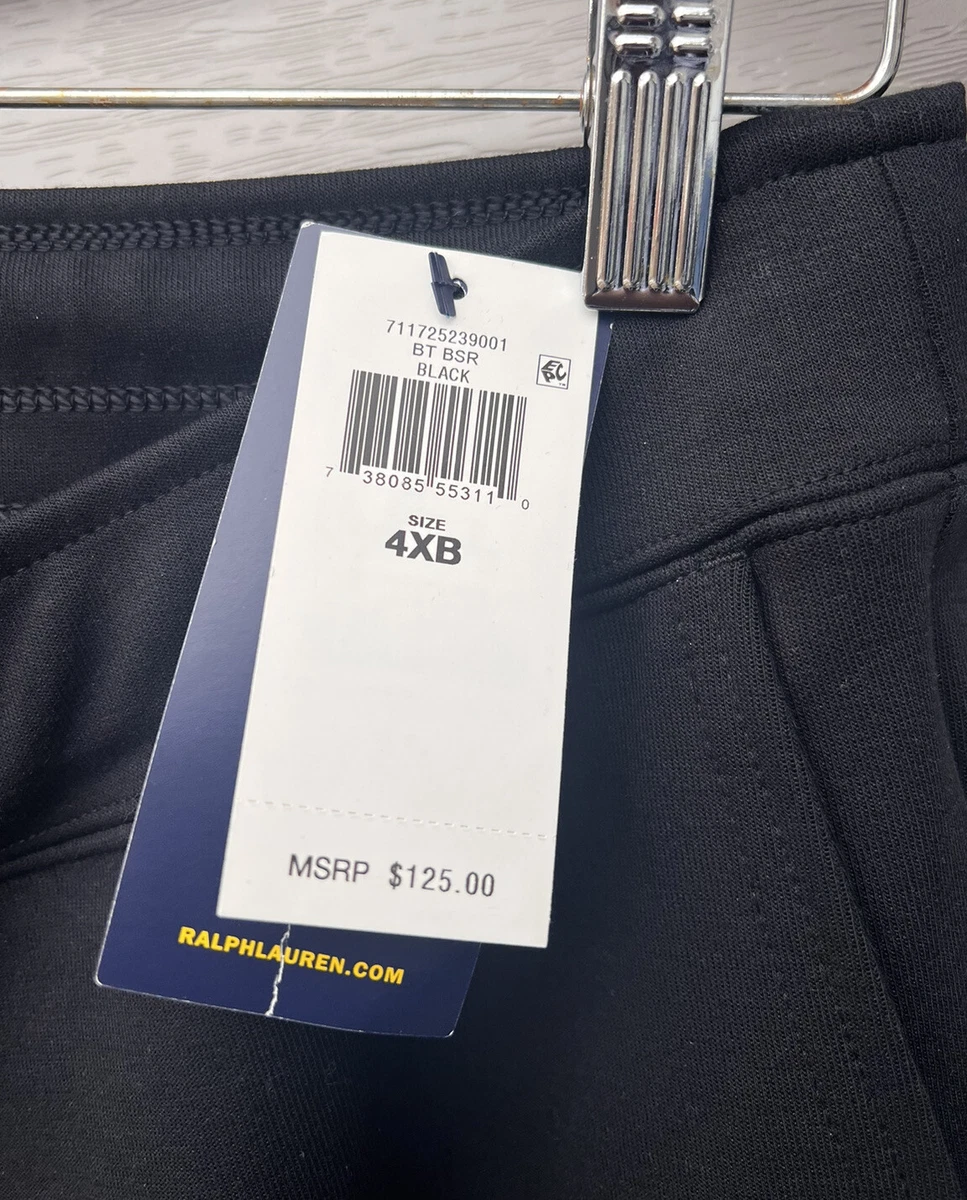 711725239001
BT BSR
BLACK
7 38085 55311 0
SIZE
4XB
MSRP $125.00
RALPHLAUREN.COM